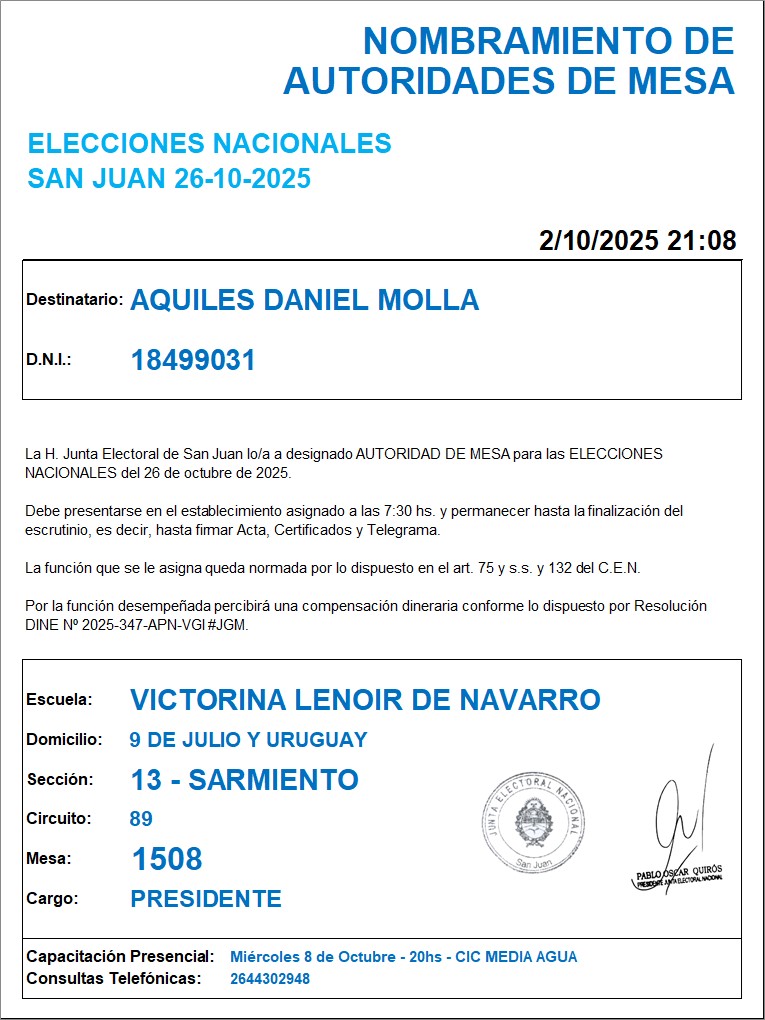 NOMBRAMIENTO DE
AUTORIDADES DE MESA
ELECCIONES NACIONALES
SAN JUAN 26-10-2025
2/10/2025 21:08
Destinatario: AQUILES DANIEL MOLLA
D.N.I.: 18499031
La H. Junta Electoral de San Juan lo/a a designado AUTORIDAD DE MESA para las ELECCIONES
NACIONALES del 26 de octubre de 2025.
Debe presentarse en el establecimiento asignado a las 7:30 hs. y permanecer hasta la finalización del
escrutinio, es decir, hasta firmar Acta, Certificados y Telegrama.
La función que se le asigna queda normada por lo dispuesto en el art. 75 y s.s. y 132 del C.E.N.
Por la función desempeñada percibirá una compensación dineraria conforme lo dispuesto por Resolución
DINE Nº 2025-347-APN-VGI#JGM.
Escuela: VICTORINA LENOIR DE NAVARRO
Domicilio: 9 DE JULIO Y URUGUAY
Sección: 13 - SARMIENTO
Circuito: 89
Mesa: 1508
Cargo: PRESIDENTE
JUNTA ELECTORAL NACIONAL
San Juan
PABLO OSCAR QUIRÓS
PRESIDENTE JUNTA ELECTORAL NACIONAL
Capacitación Presencial: Miércoles 8 de Octubre - 20hs - CIC MEDIA AGUA
Consultas Telefónicas: 2644302948